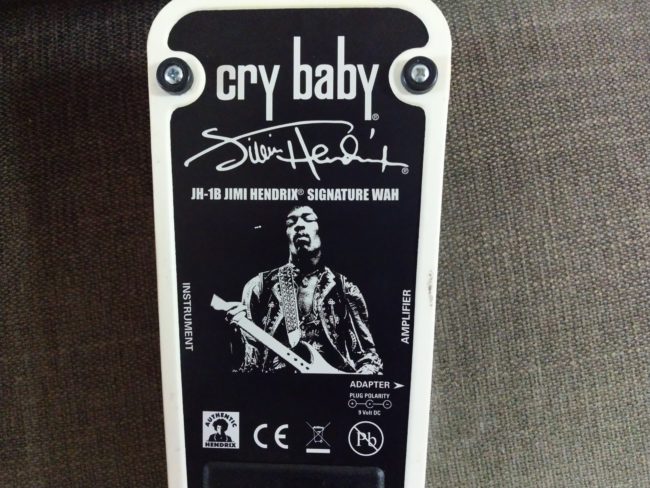 cry baby®
Jimi Hendrix®
JH-1B JIMI HENDRIX® SIGNATURE WAH
INSTRUMENT
AMPLIFIER
ADAPTER
PLUG POLARITY
+ -
9 Volt DC
AUTHENTIC
HENDRIX
CE
Pb